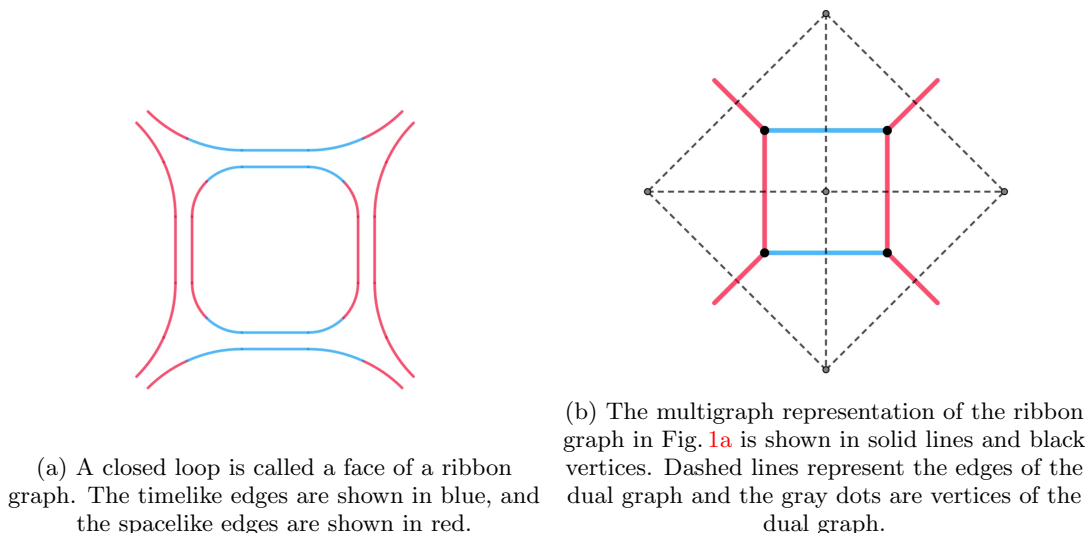 (a) A closed loop is called a face of a ribbon
graph. The timelike edges are shown in blue, and
the spacelike edges are shown in red.
(b) The multigraph representation of the ribbon
graph in Fig. 1a is shown in solid lines and black
vertices. Dashed lines represent the edges of the
dual graph and the gray dots are vertices of the
dual graph.